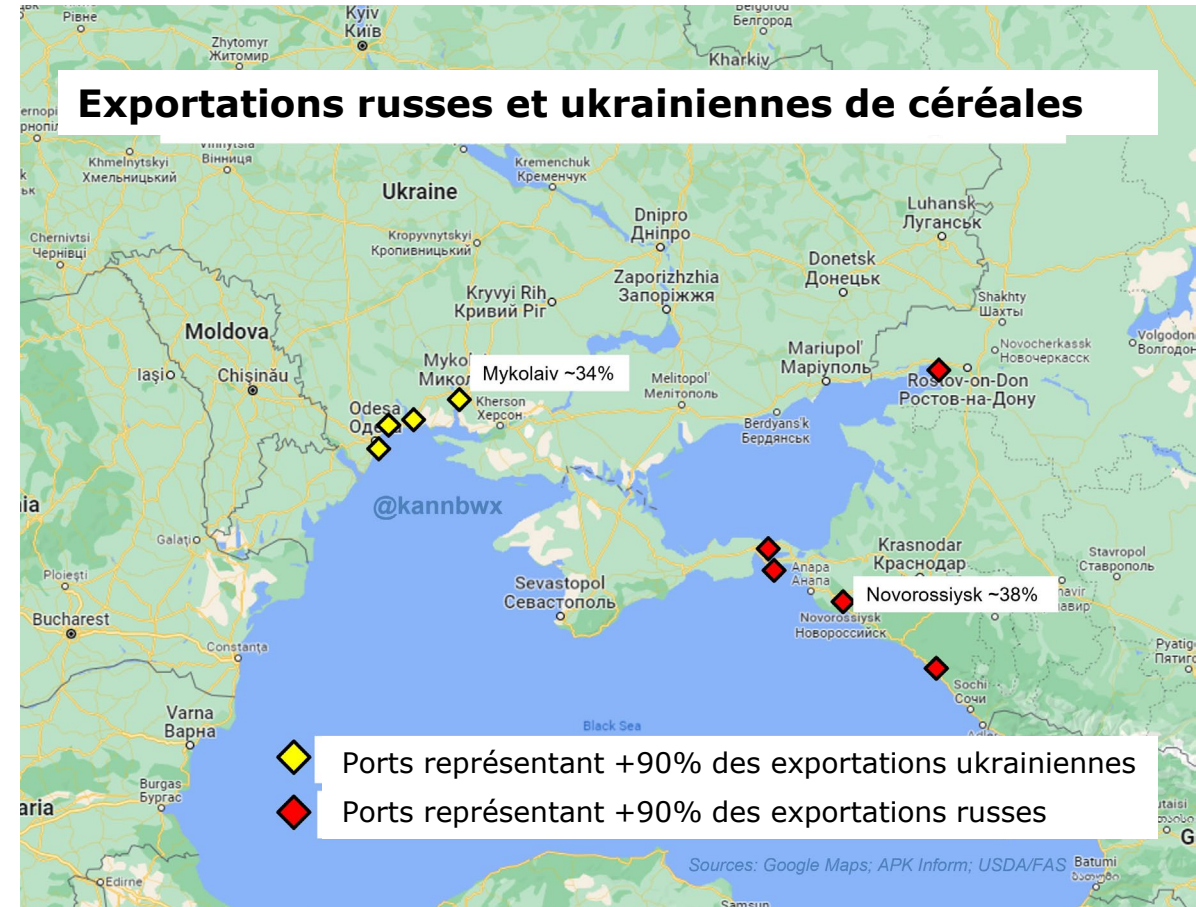 Рівне
Kyiv
Київ
Belgorod
Белгород
Zhytomyr
Житомир
Kharkiv
Exportations russes et ukrainiennes de céréales
Вінниця
Khmelnytskyi
Хмельницький
Kremenchuk
Кременчук
Ukraine
Luhansk
Луганськ
Chernivtsi
Чернівці
Kropyvnytskyi
Кропивницький
Dnipro
Дніпро
Donetsk
Донецьк
Zaporizhzhia
Запоріжжя
Kryvyi Rih
Кривий Ріг
Shakhty
Шахты
Moldova
Novocherkassk
Новочеркасск
Mykolaiv ~34%
Mariupol'
Маріуполь
Iași
Chișinău
Melitopol'
Мелітополь
Rostov-on-Don
Ростов-на-Дону
Odesa
Kherson
Херсон
Berdyans'k
Бердянськ
@kannbwx
Galați
Krasnodar
Краснодар
Stavropol
Ставрополь
Ploiești
Anapa
Анапа
Sevastopol
Севастополь
Novorossiysk ~38%
Bucharest
Novorossiysk
Новороссийск
Constanța
Sochi
Сочи
Varna
Варна
Black Sea
Ports représentant +90% des exportations ukrainiennes
Burgas
Бургас
Ports représentant +90% des exportations russes
Sources: Google Maps; APK Inform; USDA/FAS
Batumi
ბათუმი
Edirne
Samsun